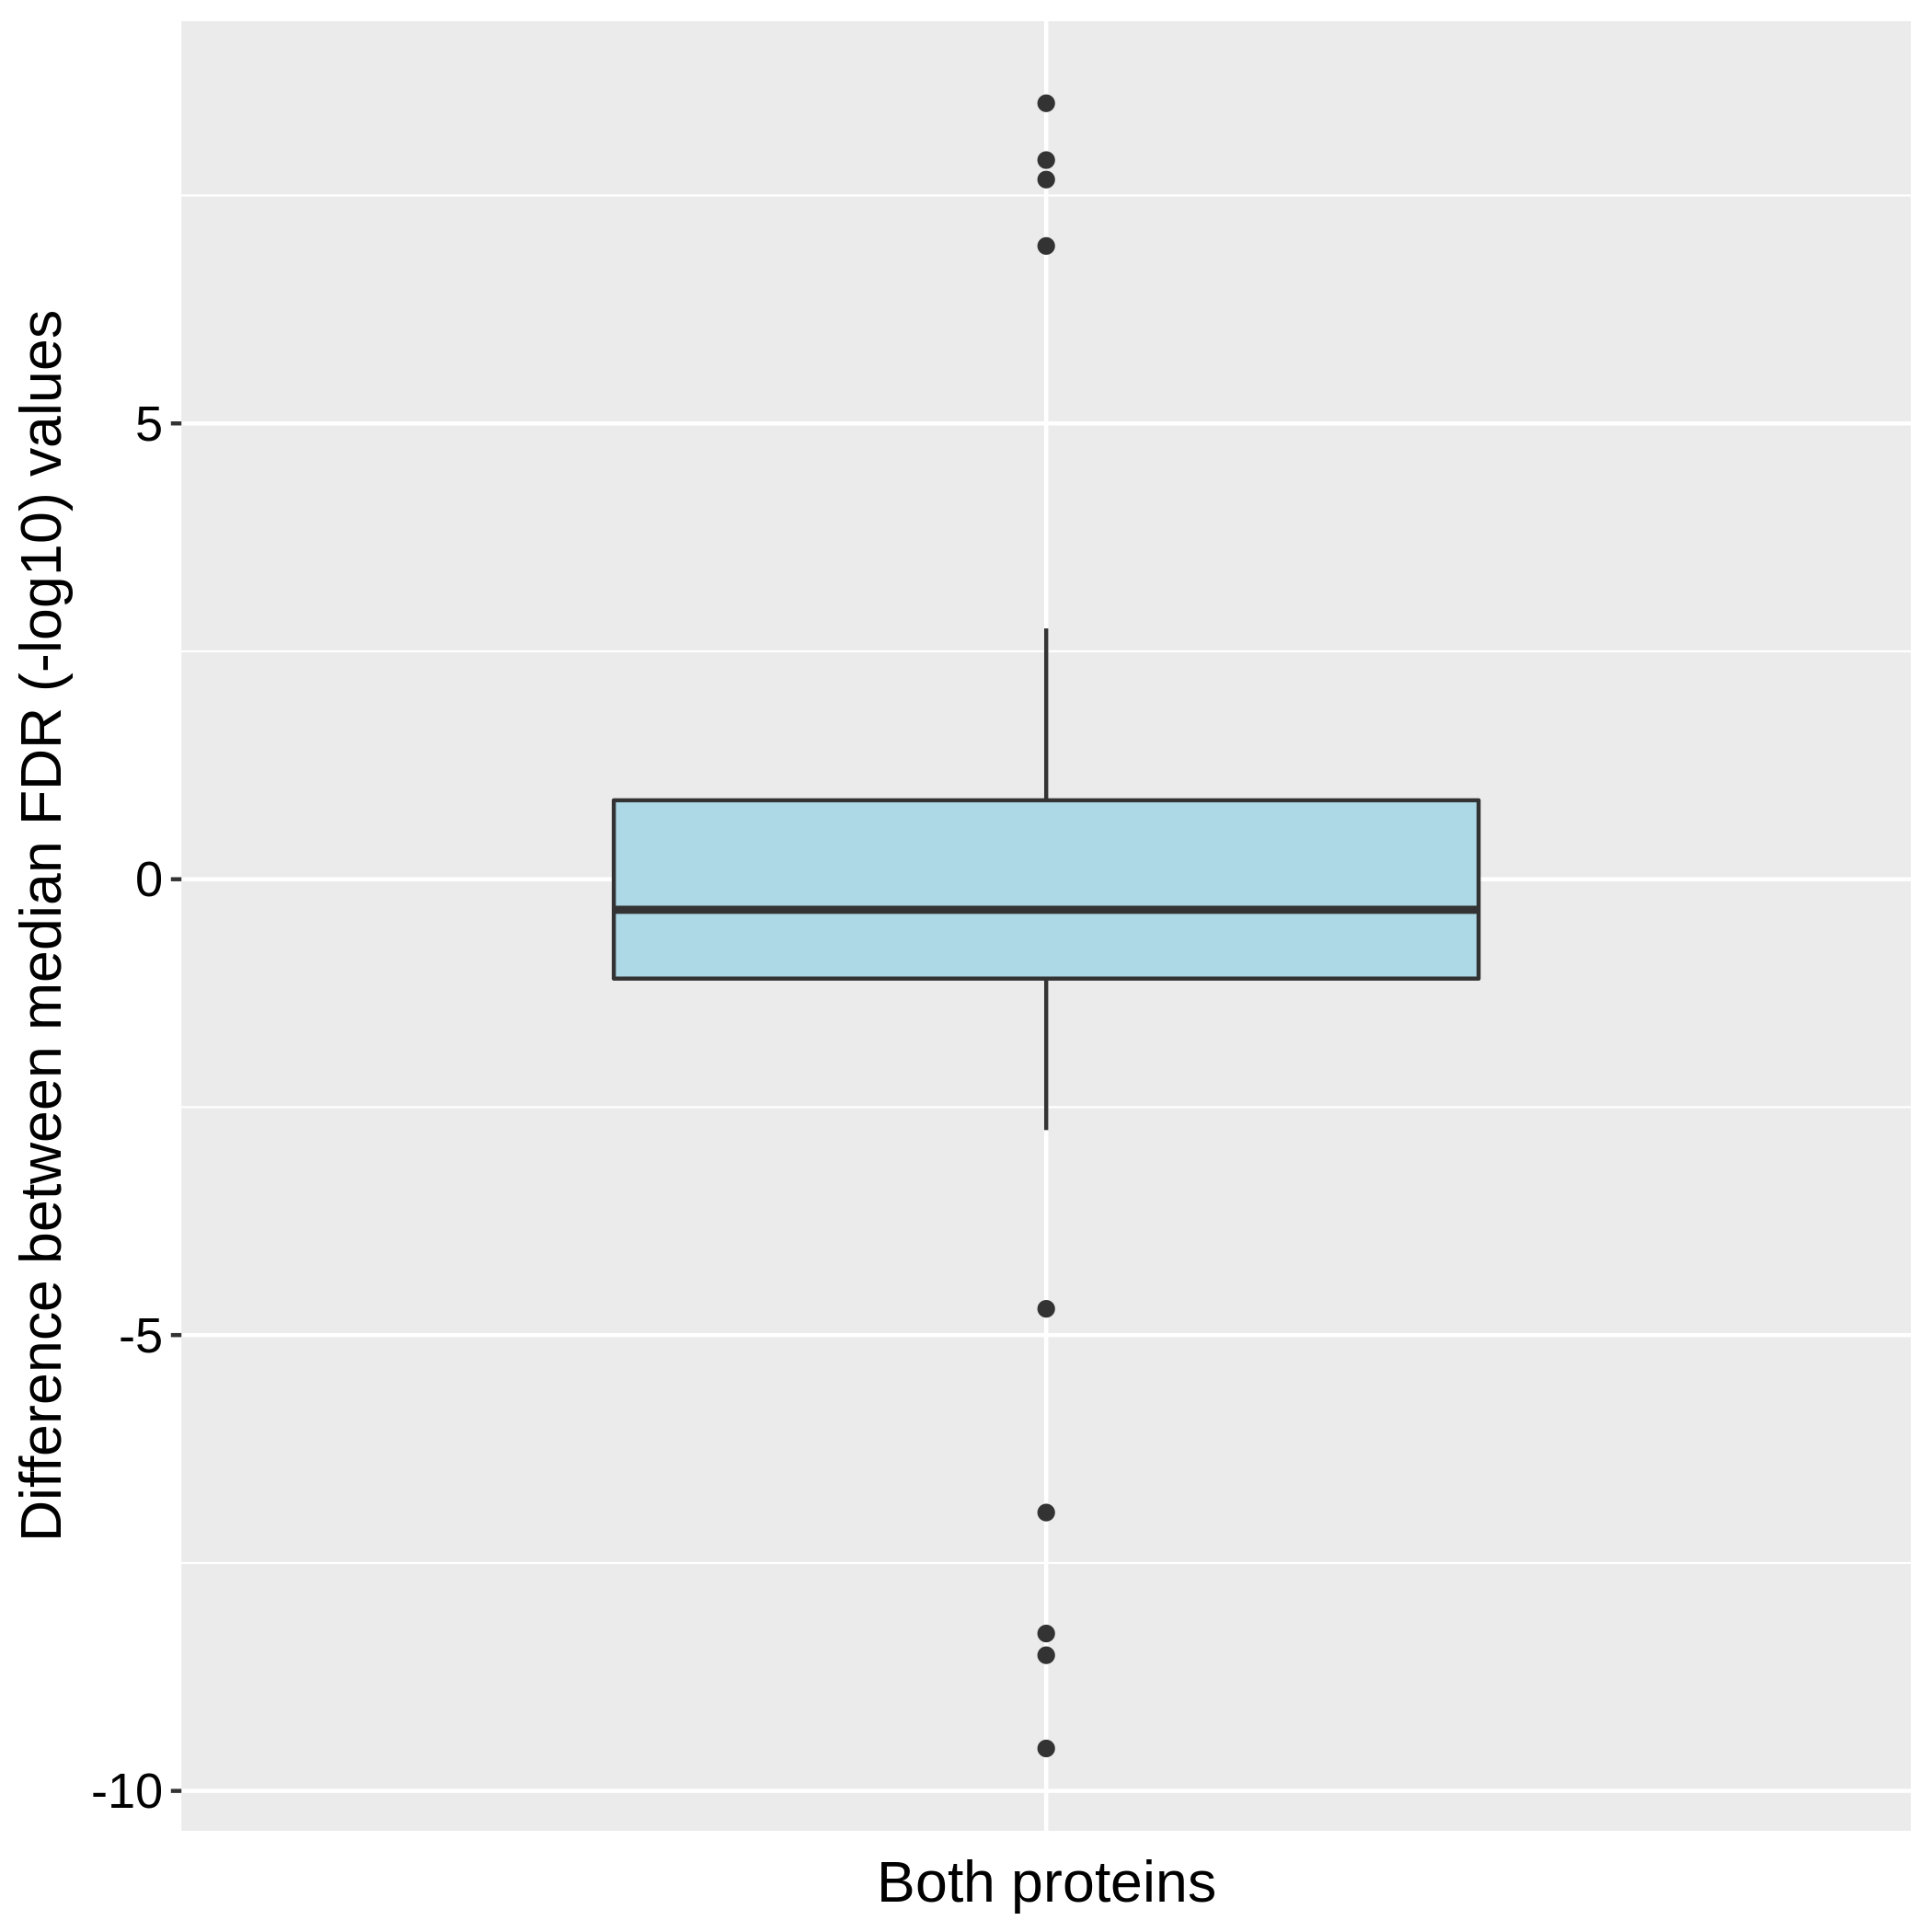 Difference between median FDR (-log10) values
5
0
-5
-10
Both proteins